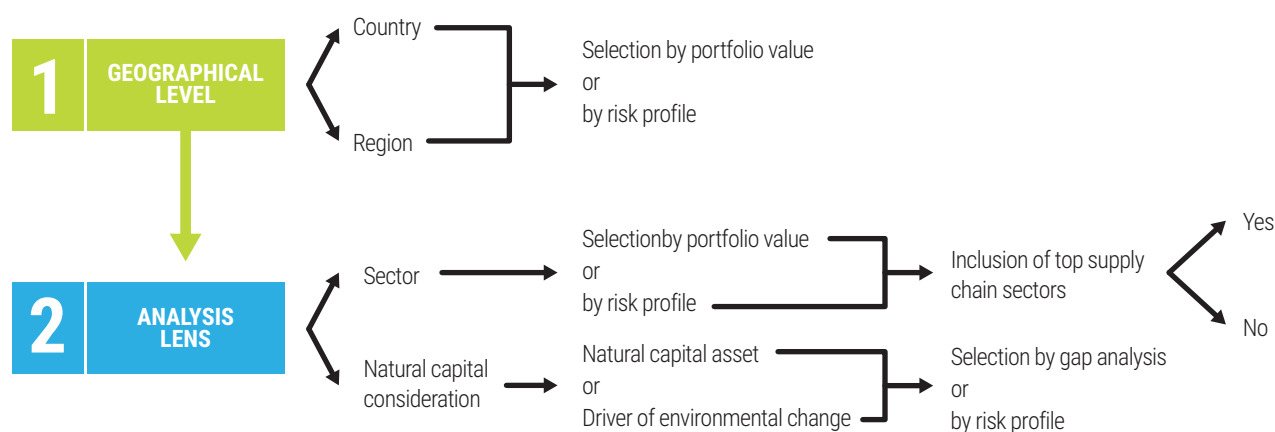 1
GEOGRAPHICAL
LEVEL
Country
Region
Selection by portfolio value
or
by risk profile
2
ANALYSIS
LENS
Sector
Selectionby portfolio value
or
by risk profile
Inclusion of top supply
chain sectors
Yes
No
Natural capital
consideration
Natural capital asset
or
Driver of environmental change
Selection by gap analysis
or
by risk profile